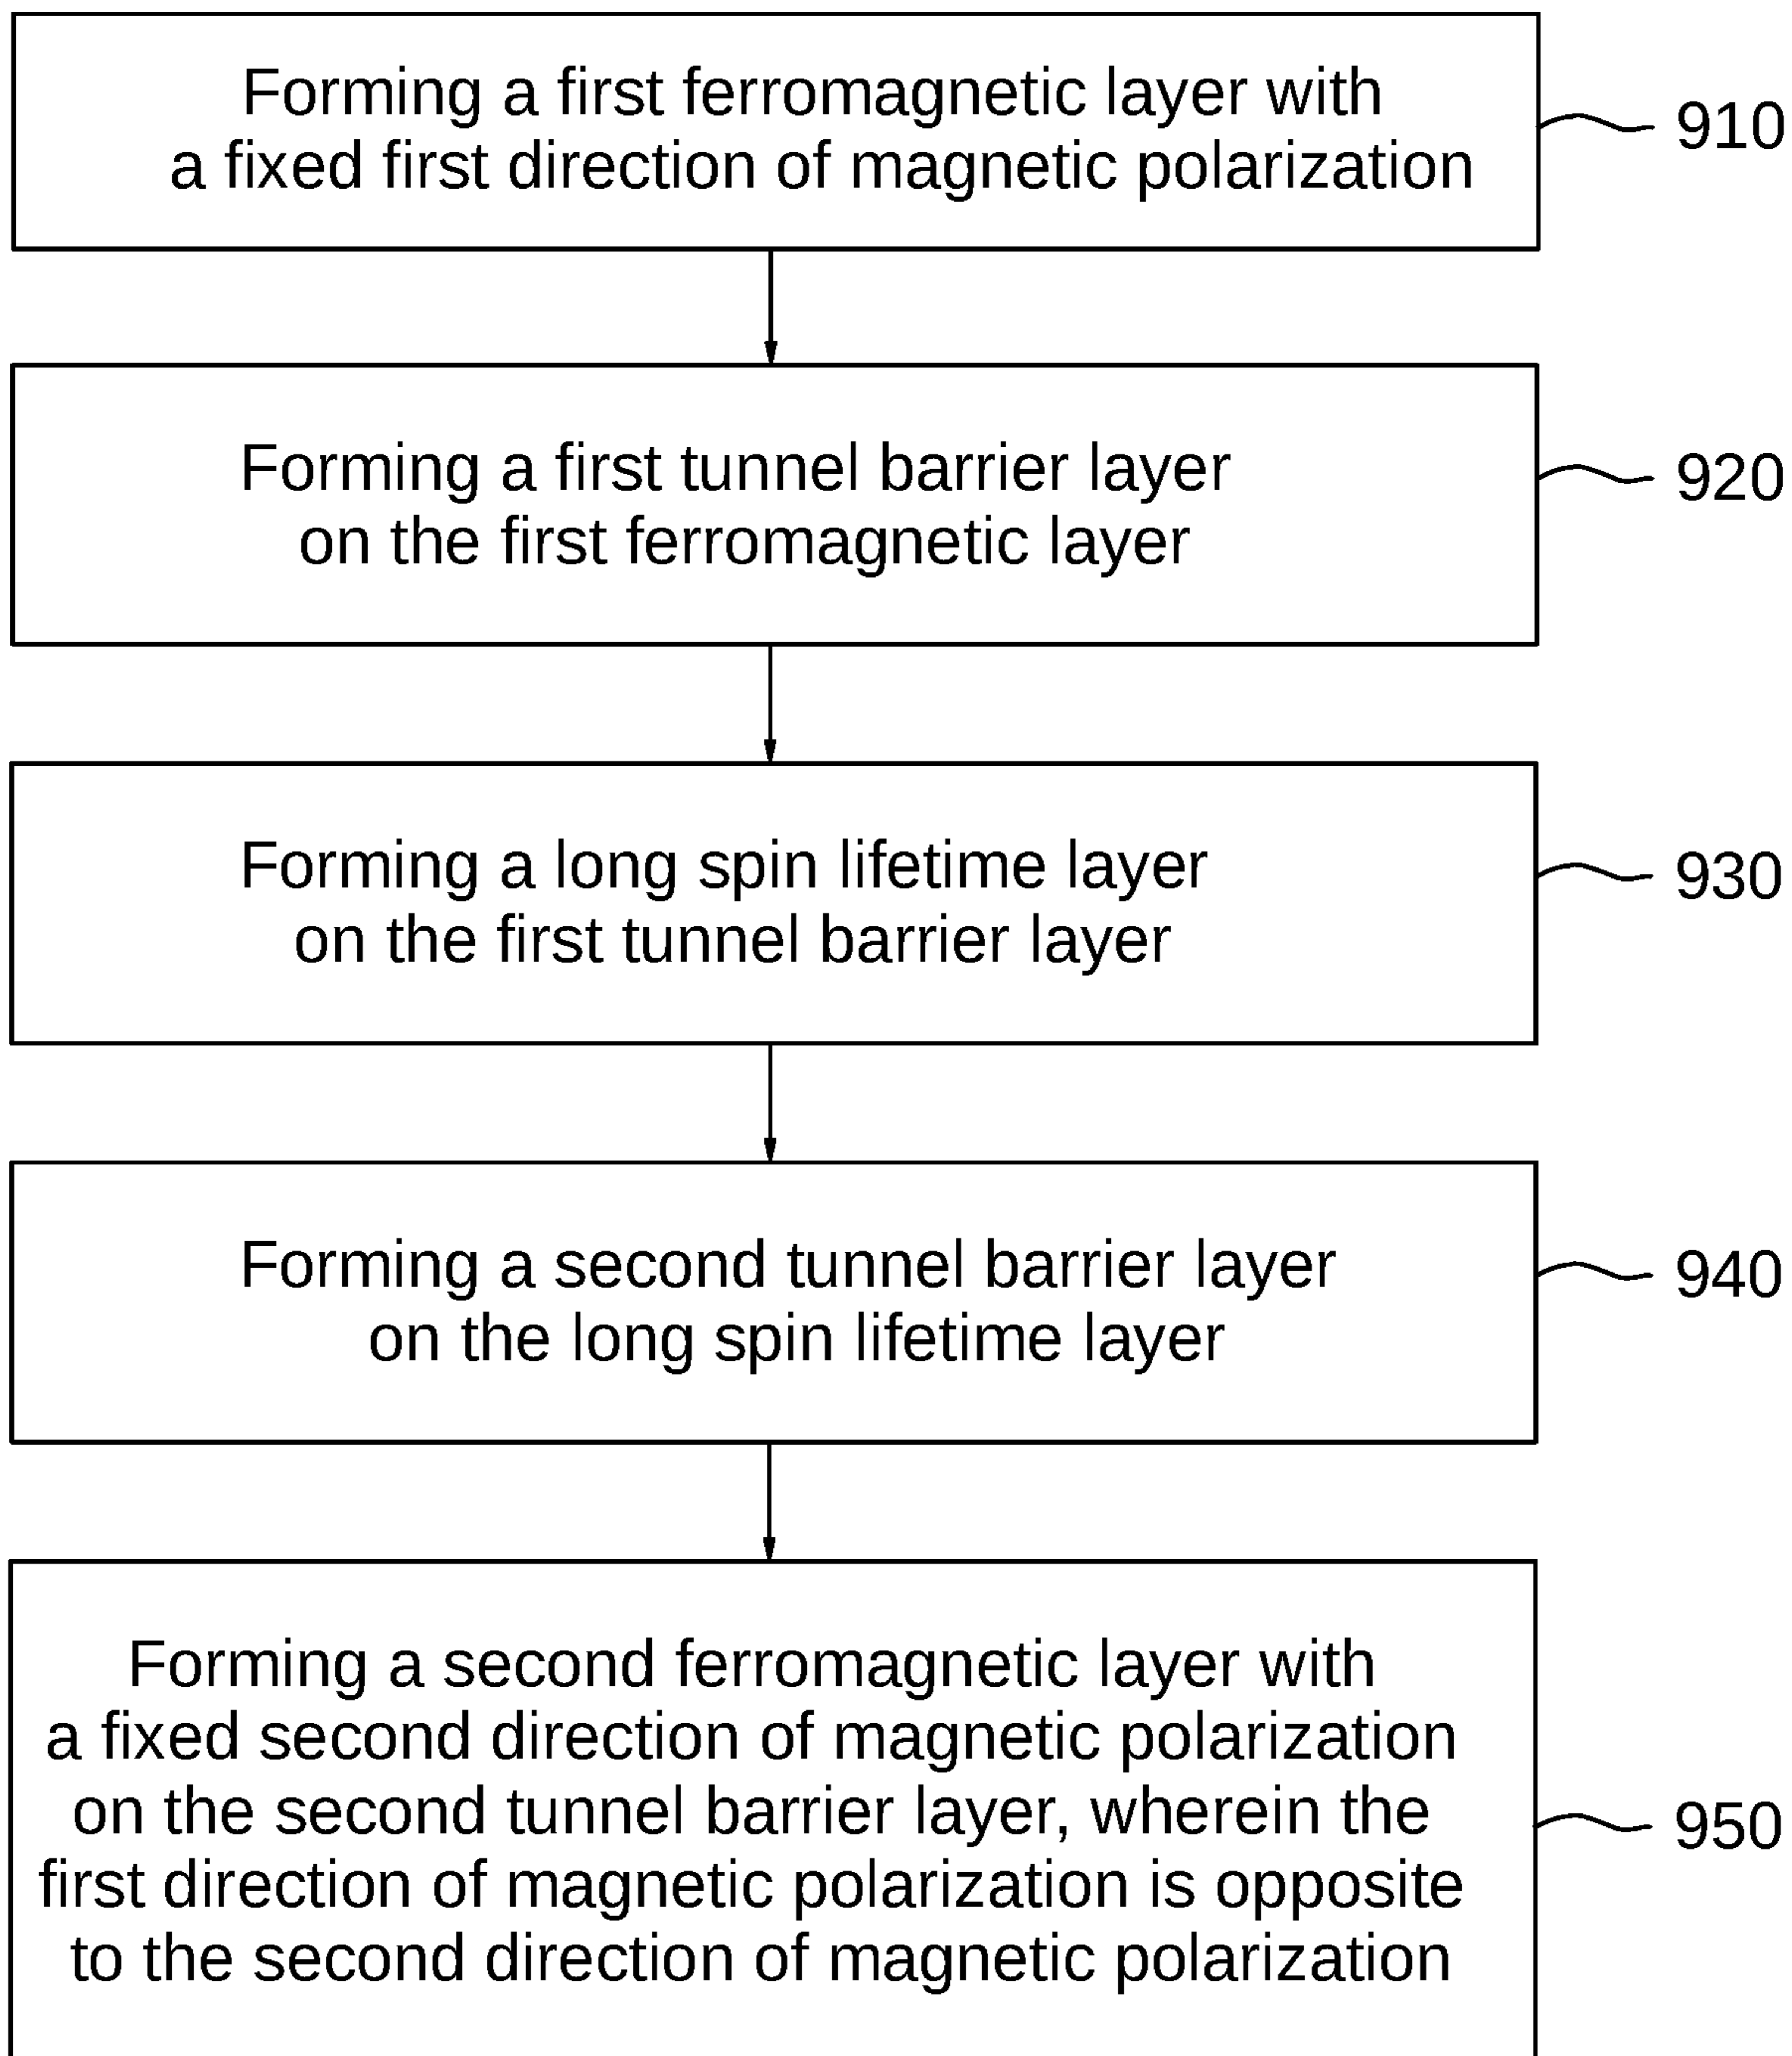 Forming a first ferromagnetic layer with
a fixed first direction of magnetic polarization
910
Forming a first tunnel barrier layer
on the first ferromagnetic layer
920
Forming a long spin lifetime layer
on the first tunnel barrier layer
930
Forming a second tunnel barrier layer
on the long spin lifetime layer
940
Forming a second ferromagnetic layer with
a fixed second direction of magnetic polarization
on the second tunnel barrier layer, wherein the
first direction of magnetic polarization is opposite
to the second direction of magnetic polarization
950